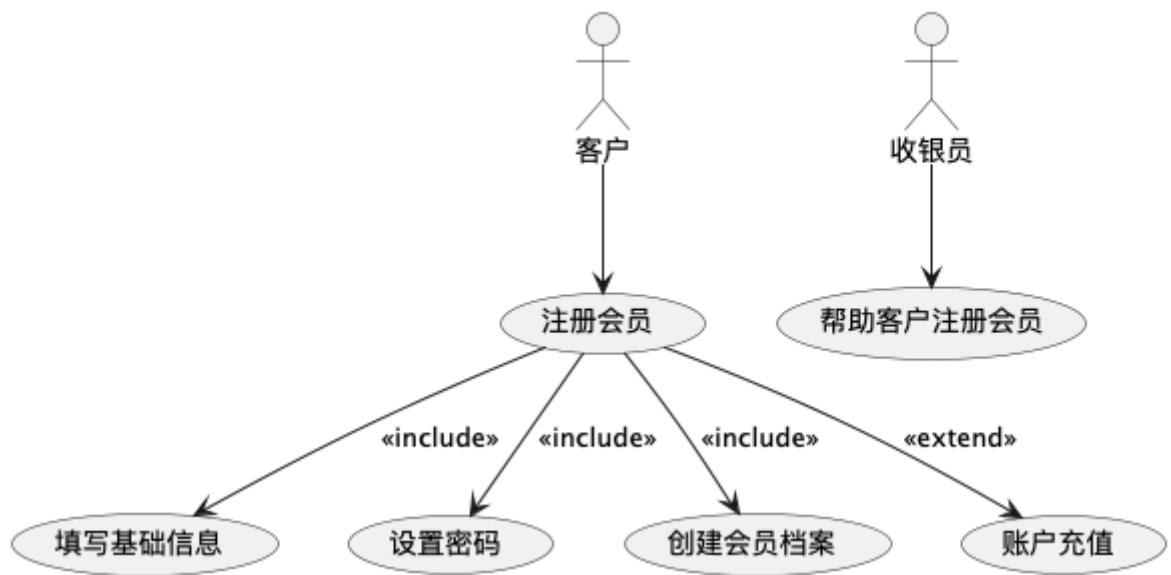 客户
收银员
注册会员
帮助客户注册会员
«include»
«include»
«include»
«extend»
填写基础信息
设置密码
创建会员档案
账户充值